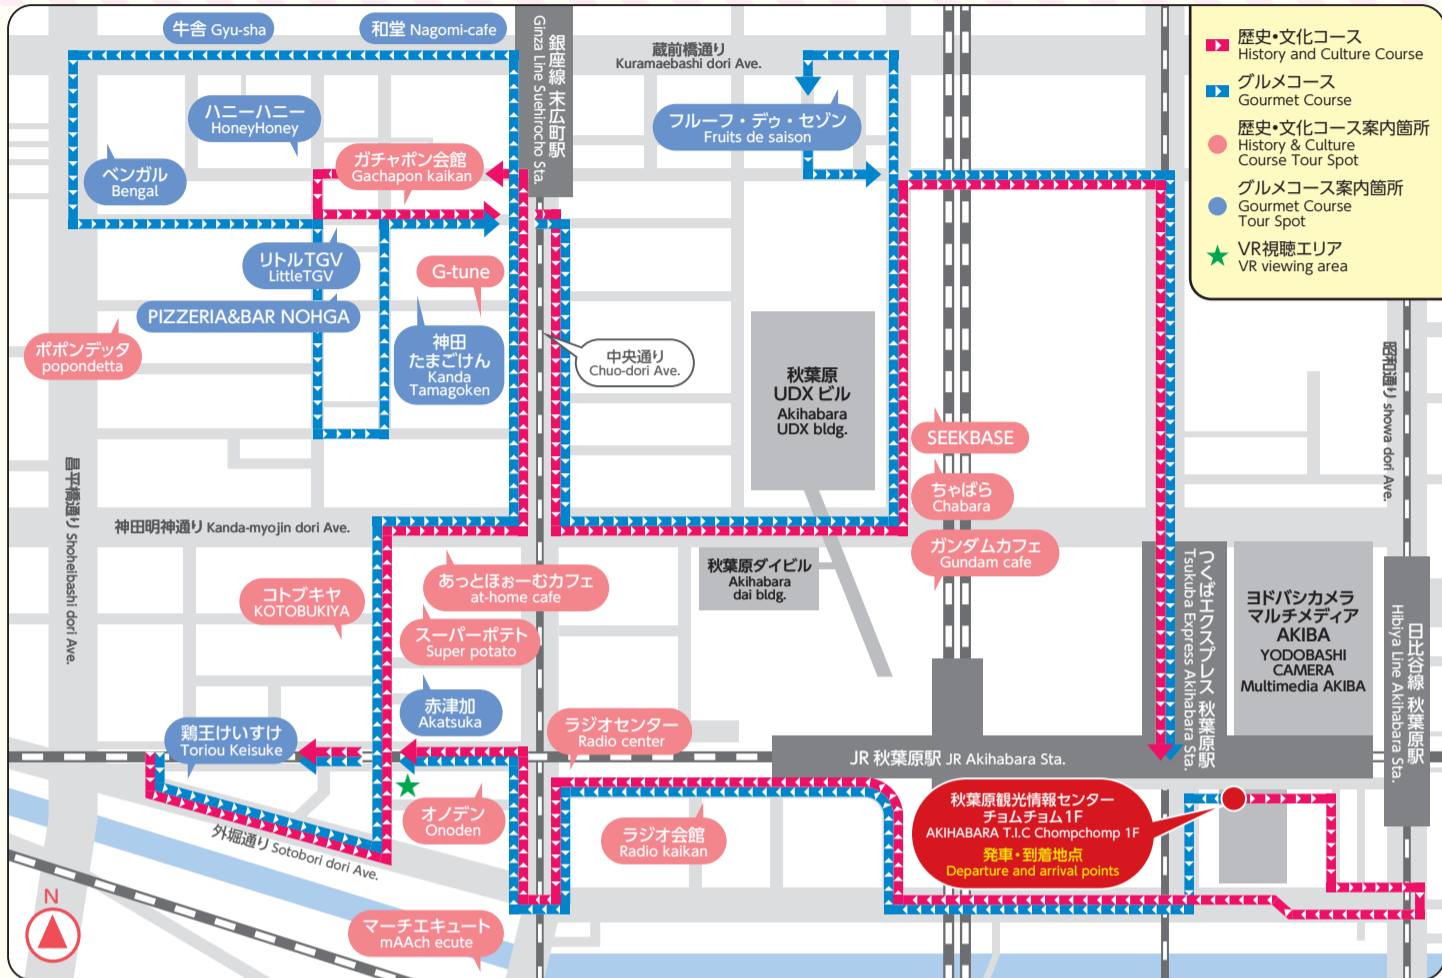 牛舎 Gyu-sha
和堂 Nagomi-cafe
銀座線 末広町駅
Ginza Line Suehirocho Sta.
蔵前橋通り
Kuramaebashi dori Ave.
歴史・文化コース
History and Culture Course
グルメコース
Gourmet Course
歴史・文化コース案内箇所
History & Culture
Course Tour Spot
グルメコース案内箇所
Gourmet Course
Tour Spot
VR視聴エリア
VR viewing area
ハニーハニー
HoneyHoney
フルーフ・デゥ・セゾン
Fruits de saison
ガチャポン会館
Gachapon kaikan
ベンガル
Bengal
リトルTGV
LittleTGV
G-tune
PIZZERIA&BAR NOHGA
ポポンデッタ
popondetta
神田
たまごけん
Kanda
Tamagoken
中央通り
Chuo-dori Ave.
秋葉原
UDX ビル
Akihabara
UDX bldg.
昭和通り showa dori Ave.
SEEKBASE
ちゃばら
Chabara
ガンダムカフェ
Gundam cafe
昌平橋通り Shoheibashi dori Ave.
神田明神通り Kanda-myojin dori Ave.
秋葉原ダイビル
Akihabara
dai bldg.
あっとほぉーむカフェ
at-home cafe
コトブキヤ
KOTOBUKIYA
スーパーポテト
Super potato
つくばエクスプレス 秋葉原駅
Tsukuba Express Akihabara Sta.
ヨドバシカメラ
マルチメディア
AKIBA
YODOBASHI
CAMERA
Multimedia AKIBA
日比谷線 秋葉原駅
Hibiya Line Akihabara Sta.
赤津加
Akatsuka
鶏王けいすけ
Toriou Keisuke
ラジオセンター
Radio center
JR 秋葉原駅 JR Akihabara Sta.
オノデン
Onoden
ラジオ会館
Radio kaikan
秋葉原観光情報センター
チョムチョム1F
AKIHABARA T.I.C Chompchomp 1F
発車・到着地点
Departure and arrival points
外堀通り Sotobori dori Ave.
マーチエキュート
mAAch ecute
N